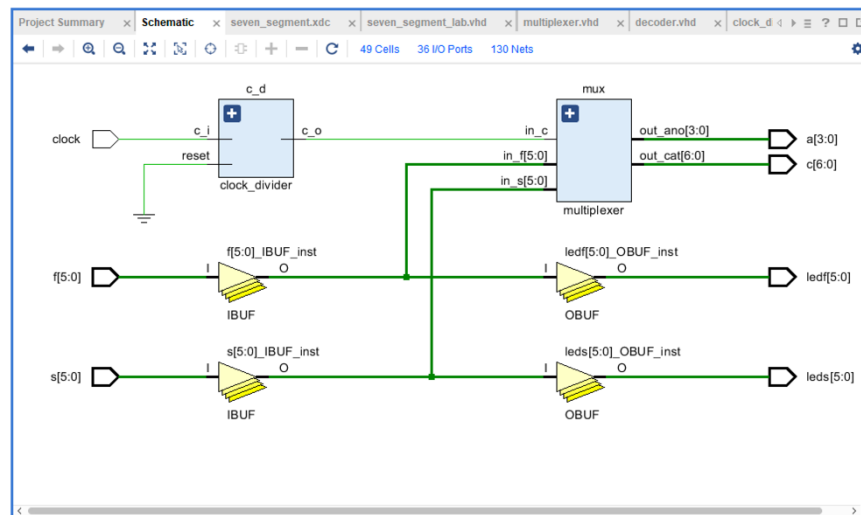 Project Summary × Schematic × seven_segment.xdc × seven_segment_lab.vhd × multiplexer.vhd × decoder.vhd × clock_d
49 Cells 36 I/O Ports 130 Nets
c_d mux
clock c_i c_o in_c out_ano[3:0] a[3:0]
reset in_f[5:0] out_cat[6:0] c[6:0]
clock_divider in_s[5:0]
multiplexer
f[5:0]_IBUF_inst ledf[5:0]_OBUF_inst
f[5:0] I O I O ledf[5:0]
IBUF OBUF
s[5:0]_IBUF_inst leds[5:0]_OBUF_inst
s[5:0] I O I O leds[5:0]
IBUF OBUF